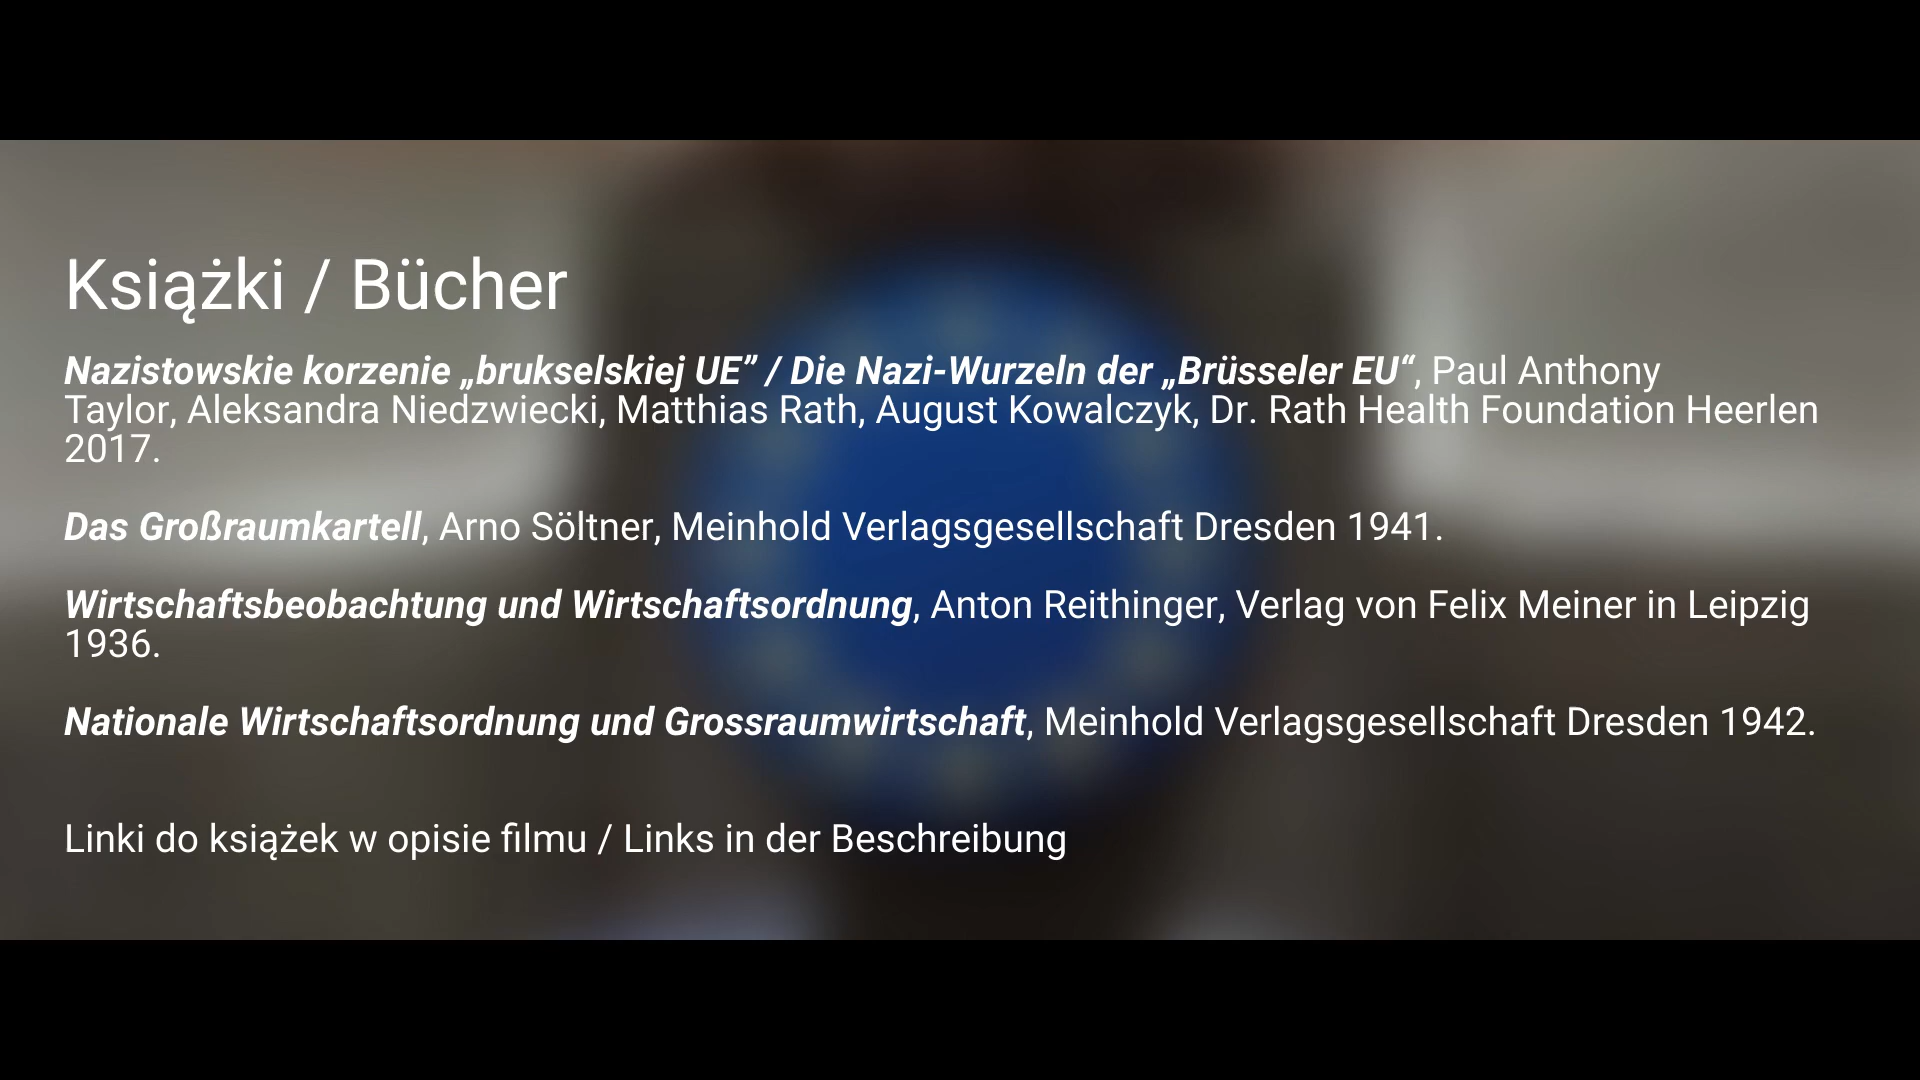 Książki / Bücher
Nazistowskie korzenie „brukselskiej UE” / Die Nazi-Wurzeln der „Brüsseler EU“, Paul Anthony
Taylor, Aleksandra Niedzwiecki, Matthias Rath, August Kowalczyk, Dr. Rath Health Foundation Heerlen
2017.
Das Großraumkartell, Arno Söltner, Meinhold Verlagsgesellschaft Dresden 1941.
Wirtschaftsbeobachtung und Wirtschaftsordnung, Anton Reithinger, Verlag von Felix Meiner in Leipzig
1936.
Nationale Wirtschaftsordnung und Grossraumwirtschaft, Meinhold Verlagsgesellschaft Dresden 1942.
Linki do książek w opisie filmu / Links in der Beschreibung